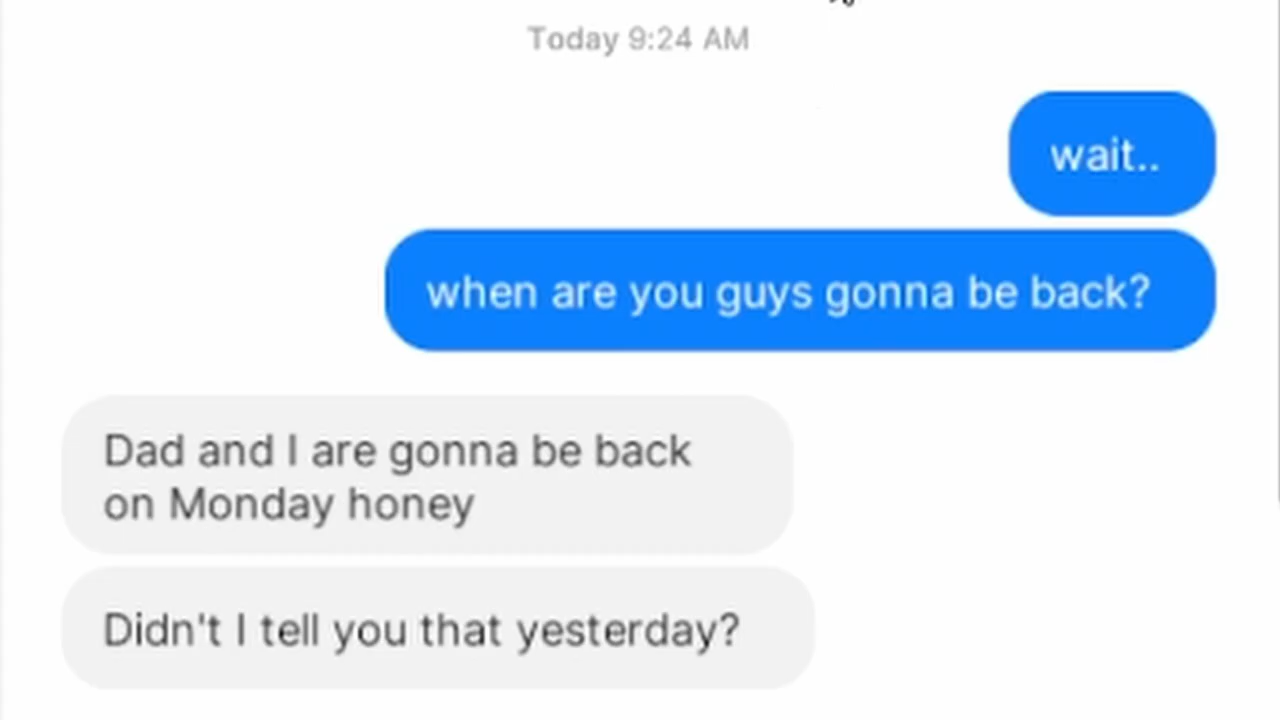 Today 9:24 AM
wait..
when are you guys gonna be back?
Dad and I are gonna be back
on Monday honey
Didn't I tell you that yesterday?